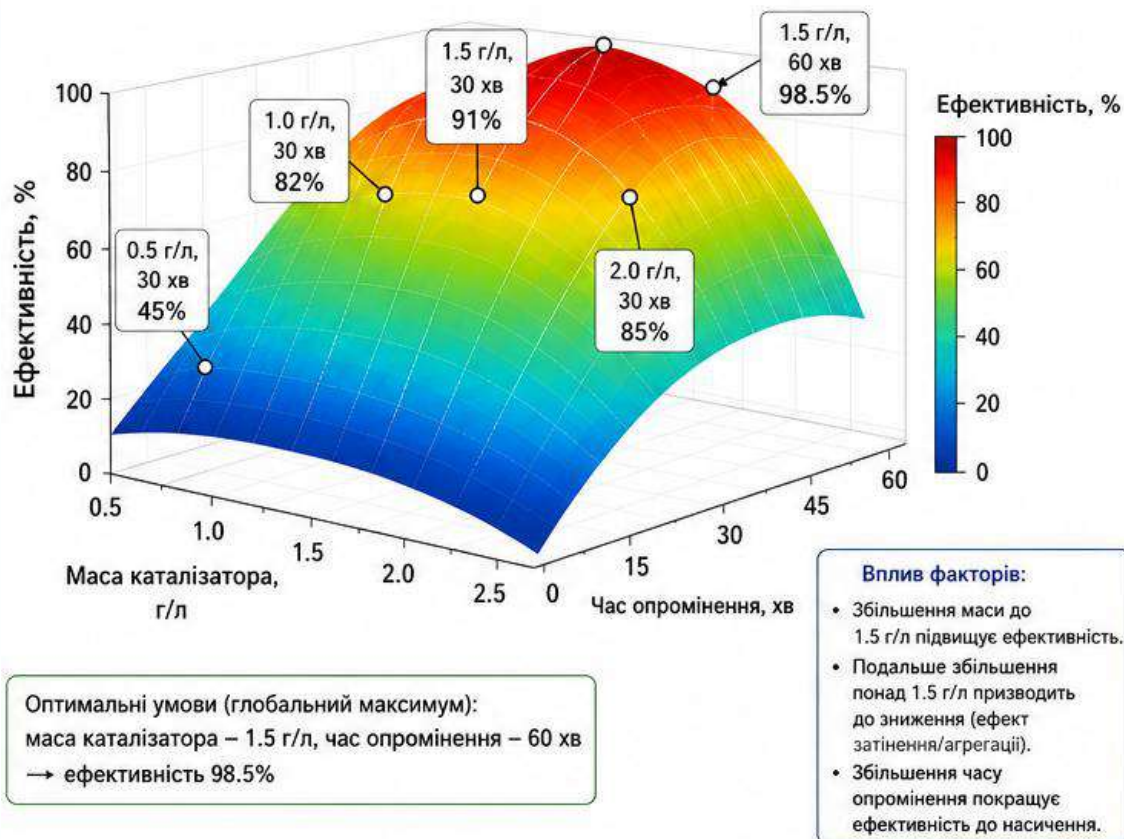 1.5 г/л,
30 хв
91%
1.5 г/л,
60 хв
98.5%
1.0 г/л,
30 хв
82%
0.5 г/л,
30 хв
45%
2.0 г/л,
30 хв
85%
Ефективність, %
100
80
60
40
20
0
0.5
1.0
1.5
2.0
2.5
Маса каталізатора,
г/л
0
15
30
45
60
Час опромінення, хв
Ефективність, %
100
80
60
40
20
0
Оптимальні умови (глобальний максимум):
маса каталізатора – 1.5 г/л, час опромінення – 60 хв
→ ефективність 98.5%
Вплив факторів:
• Збільшення маси до
1.5 г/л підвищує ефективність.
• Подальше збільшення
понад 1.5 г/л призводить
до зниження (ефект
затінення/агрегації).
• Збільшення часу
опромінення покращує
ефективність до насичення.